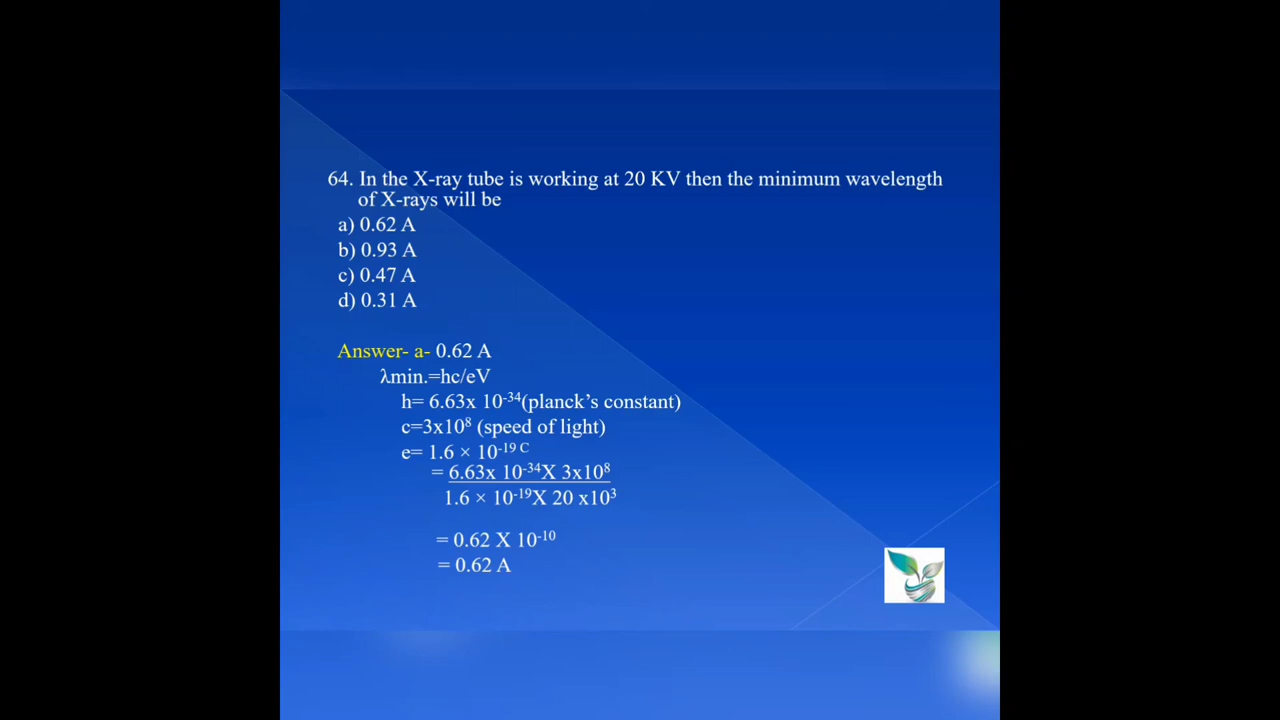 64. In the X-ray tube is working at 20 KV then the minimum wavelength
of X-rays will be
a) 0.62 A
b) 0.93 A
c) 0.47 A
d) 0.31 A
Answer- a- 0.62 A
λmin.=hc/eV
h= 6.63x 10⁻³⁴(planck’s constant)
c=3x10⁸ (speed of light)
e= 1.6 × 10⁻¹⁹ ᶜ
= 6.63x 10⁻³⁴X 3x10⁸
1.6 × 10⁻¹⁹X 20 x10³
= 0.62 X 10⁻¹⁰
= 0.62 A